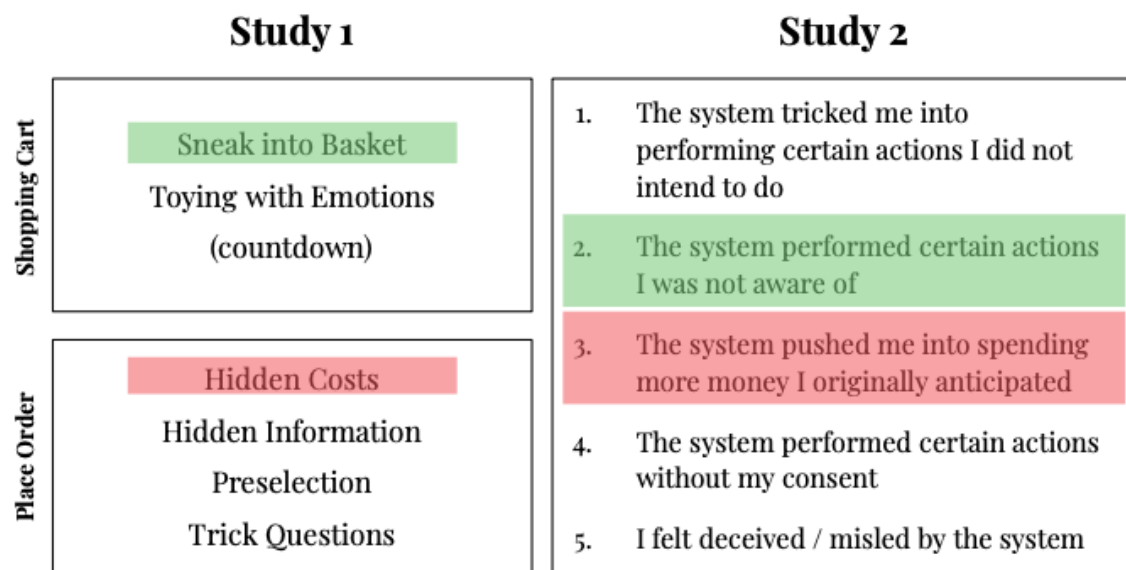 Study 1
Study 2
Shopping Cart
Sneak into Basket
Toying with Emotions
(countdown)
Place Order
Hidden Costs
Hidden Information
Preselection
Trick Questions
1. The system tricked me into
performing certain actions I did not
intend to do
2. The system performed certain actions
I was not aware of
3. The system pushed me into spending
more money I originally anticipated
4. The system performed certain actions
without my consent
5. I felt deceived / misled by the system